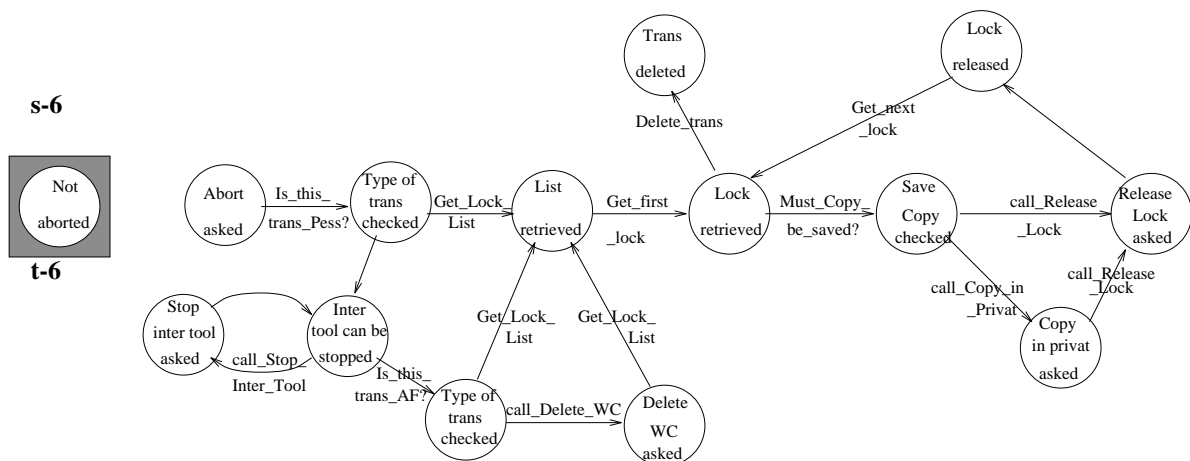 s-6
Not
aborted
t-6
Abort
asked
Is_this_
trans_Pess?
Type of
trans
checked
Get_Lock_
List
List
retrieved
Get_first
_lock
Lock
retrieved
Delete_trans
Trans
deleted
Get_next
_lock
Lock
released
Must_Copy_
be_saved?
Save
Copy
checked
call_Release
_Lock
Release
Lock
asked
call_Copy_in
_Privat
Copy
in privat
asked
call_Release
_Lock
Stop
inter tool
asked
call_Stop_
Inter_Tool
Inter
tool can be
stopped
Is_this_
trans_AF?
Type of
trans
checked
Get_Lock_
List
call_Delete_WC
Delete
WC
asked
Get_Lock_
List